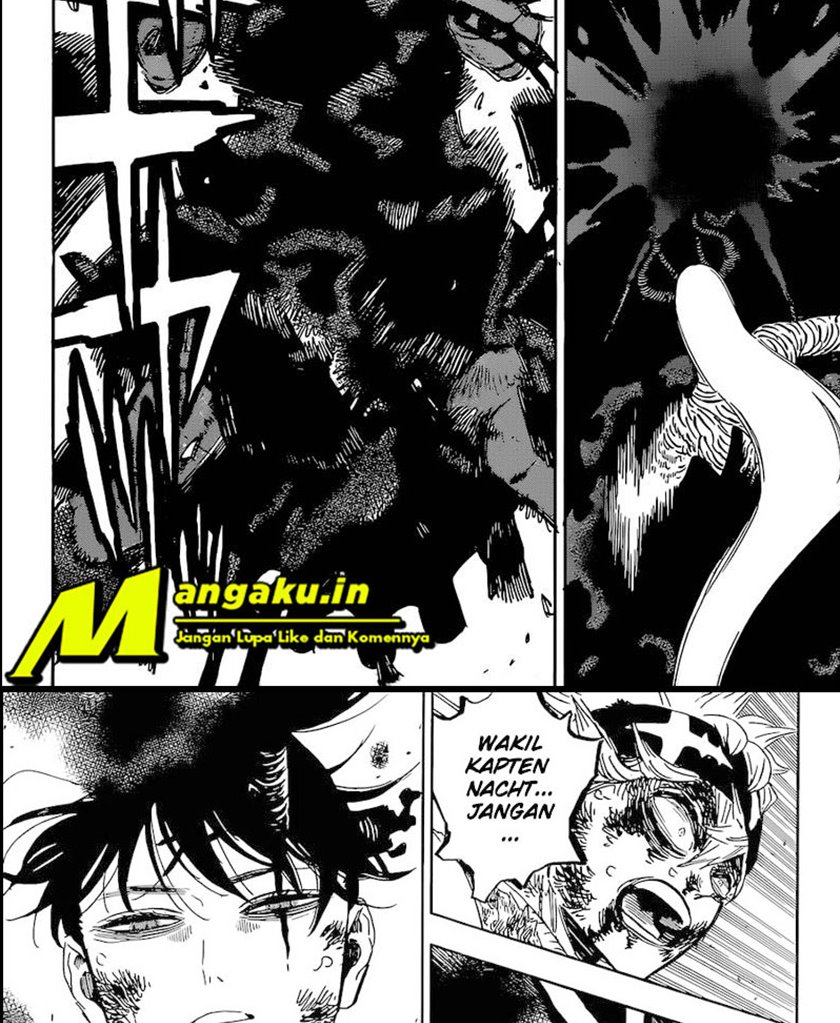 Mangaku.in
Jangan Lupa Like dan Komennya
WAKIL
KAPTEN
NACHT...
JANGAN
...